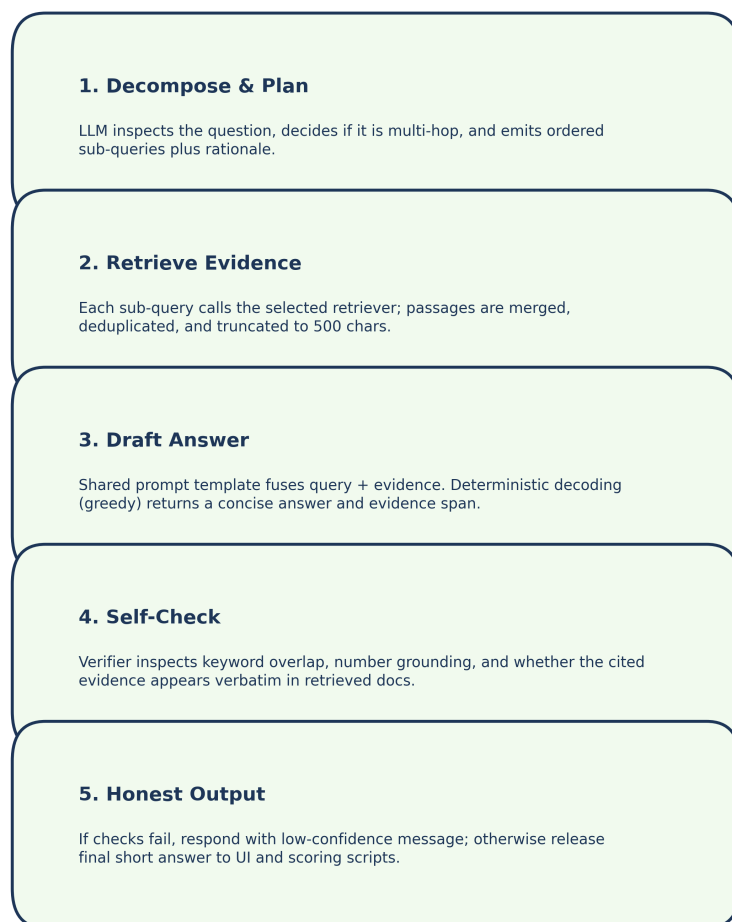 1. Decompose & Plan
LLM inspects the question, decides if it is multi-hop, and emits ordered
sub-queries plus rationale.
2. Retrieve Evidence
Each sub-query calls the selected retriever; passages are merged,
deduplicated, and truncated to 500 chars.
3. Draft Answer
Shared prompt template fuses query + evidence. Deterministic decoding
(greedy) returns a concise answer and evidence span.
4. Self-Check
Verifier inspects keyword overlap, number grounding, and whether the cited
evidence appears verbatim in retrieved docs.
5. Honest Output
If checks fail, respond with low-confidence message; otherwise release
final short answer to UI and scoring scripts.